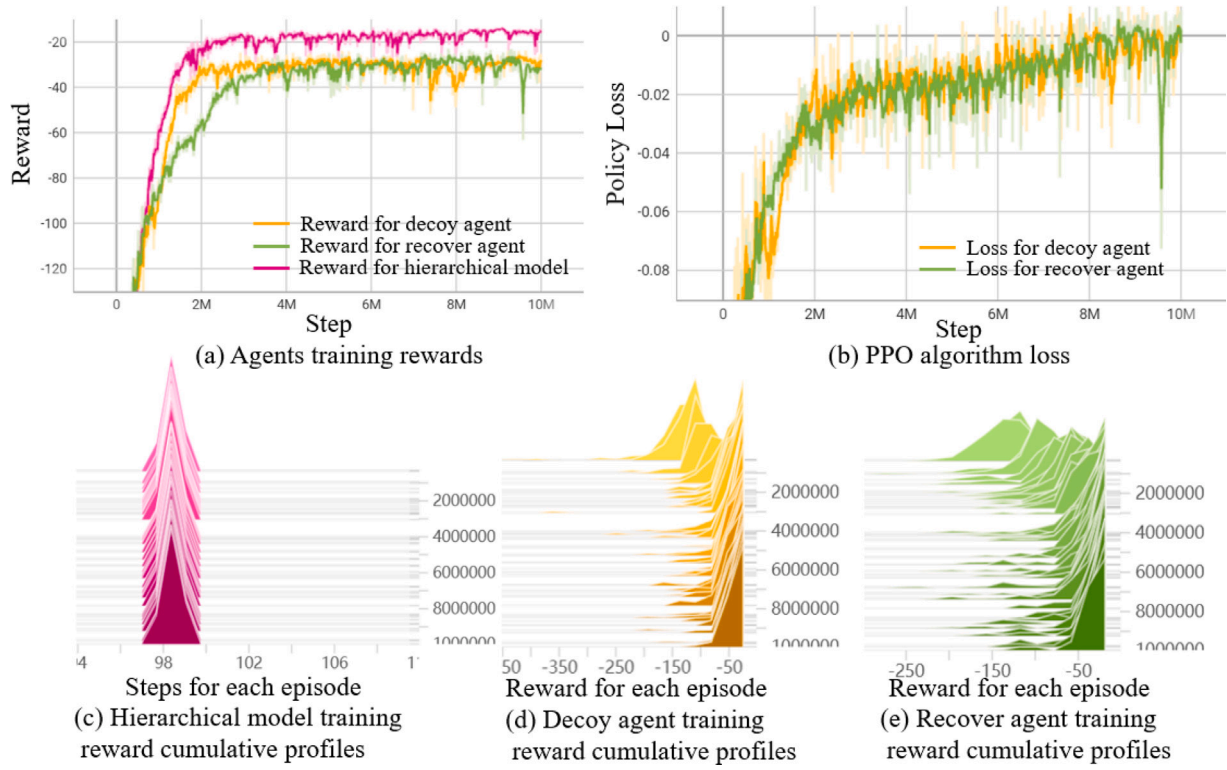 -20
-40
-60
-80
-100
-120
Reward
Reward for decoy agent
Reward for recover agent
Reward for hierarchical model
0 2M 4M 6M 8M 10M
Step
(a) Agents training rewards
0
-0.02
-0.04
-0.06
-0.08
Policy Loss
Loss for decoy agent
Loss for recover agent
0 2M 4M 6M 8M 10M
Step
(b) PPO algorithm loss
2000000
4000000
6000000
8000000
1000000
98 102 106
Steps for each episode
(c) Hierarchical model training
reward cumulative profiles
2000000
4000000
6000000
8000000
1000000
50 -350 -150 -50
Reward for each episode
(d) Decoy agent training
reward cumulative profiles
2000000
4000000
6000000
8000000
1000000
-250 -150 -50
Reward for each episode
(e) Recover agent training
reward cumulative profiles